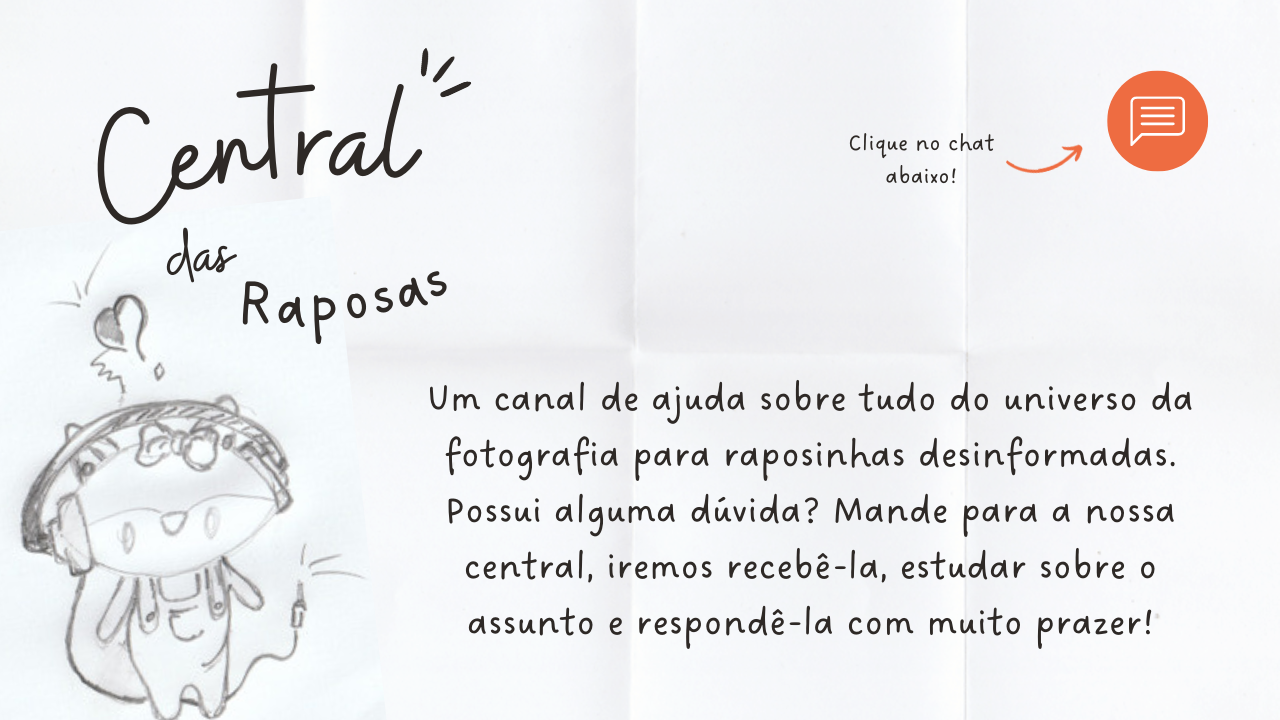 Central
das
Raposas
Clique no chat
abaixo!
Um canal de ajuda sobre tudo do universo da
fotografia para raposinhas desinformadas.
Possui alguma dúvida? Mande para a nossa
central, iremos recebê-la, estudar sobre o
assunto e respondê-la com muito prazer!